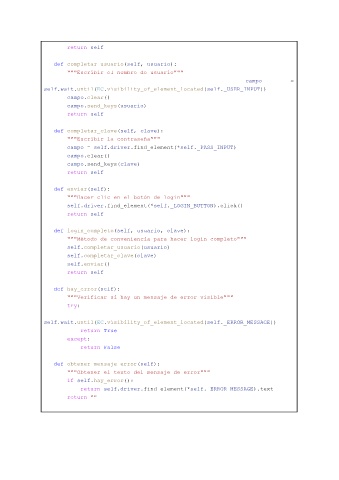 return self
def completar_usuario(self, usuario):
"""Escribir el nombre de usuario"""
campo =
self.wait.until(EC.visibility_of_element_located(self._USER_INPUT))
campo.clear()
campo.send_keys(usuario)
return self
def completar_clave(self, clave):
"""Escribir la contraseña"""
campo = self.driver.find_element(*self._PASS_INPUT)
campo.clear()
campo.send_keys(clave)
return self
def enviar(self):
"""Hacer clic en el botón de login"""
self.driver.find_element(*self._LOGIN_BUTTON).click()
return self
def login_completo(self, usuario, clave):
"""Método de conveniencia para hacer login completo"""
self.completar_usuario(usuario)
self.completar_clave(clave)
self.enviar()
return self
def hay_error(self):
"""Verificar si hay un mensaje de error visible"""
try:
self.wait.until(EC.visibility_of_element_located(self._ERROR_MESSAGE))
return True
except:
return False
def obtener_mensaje_error(self):
"""Obtener el texto del mensaje de error"""
if self.hay_error():
return self.driver.find_element(*self._ERROR_MESSAGE).text
return ""